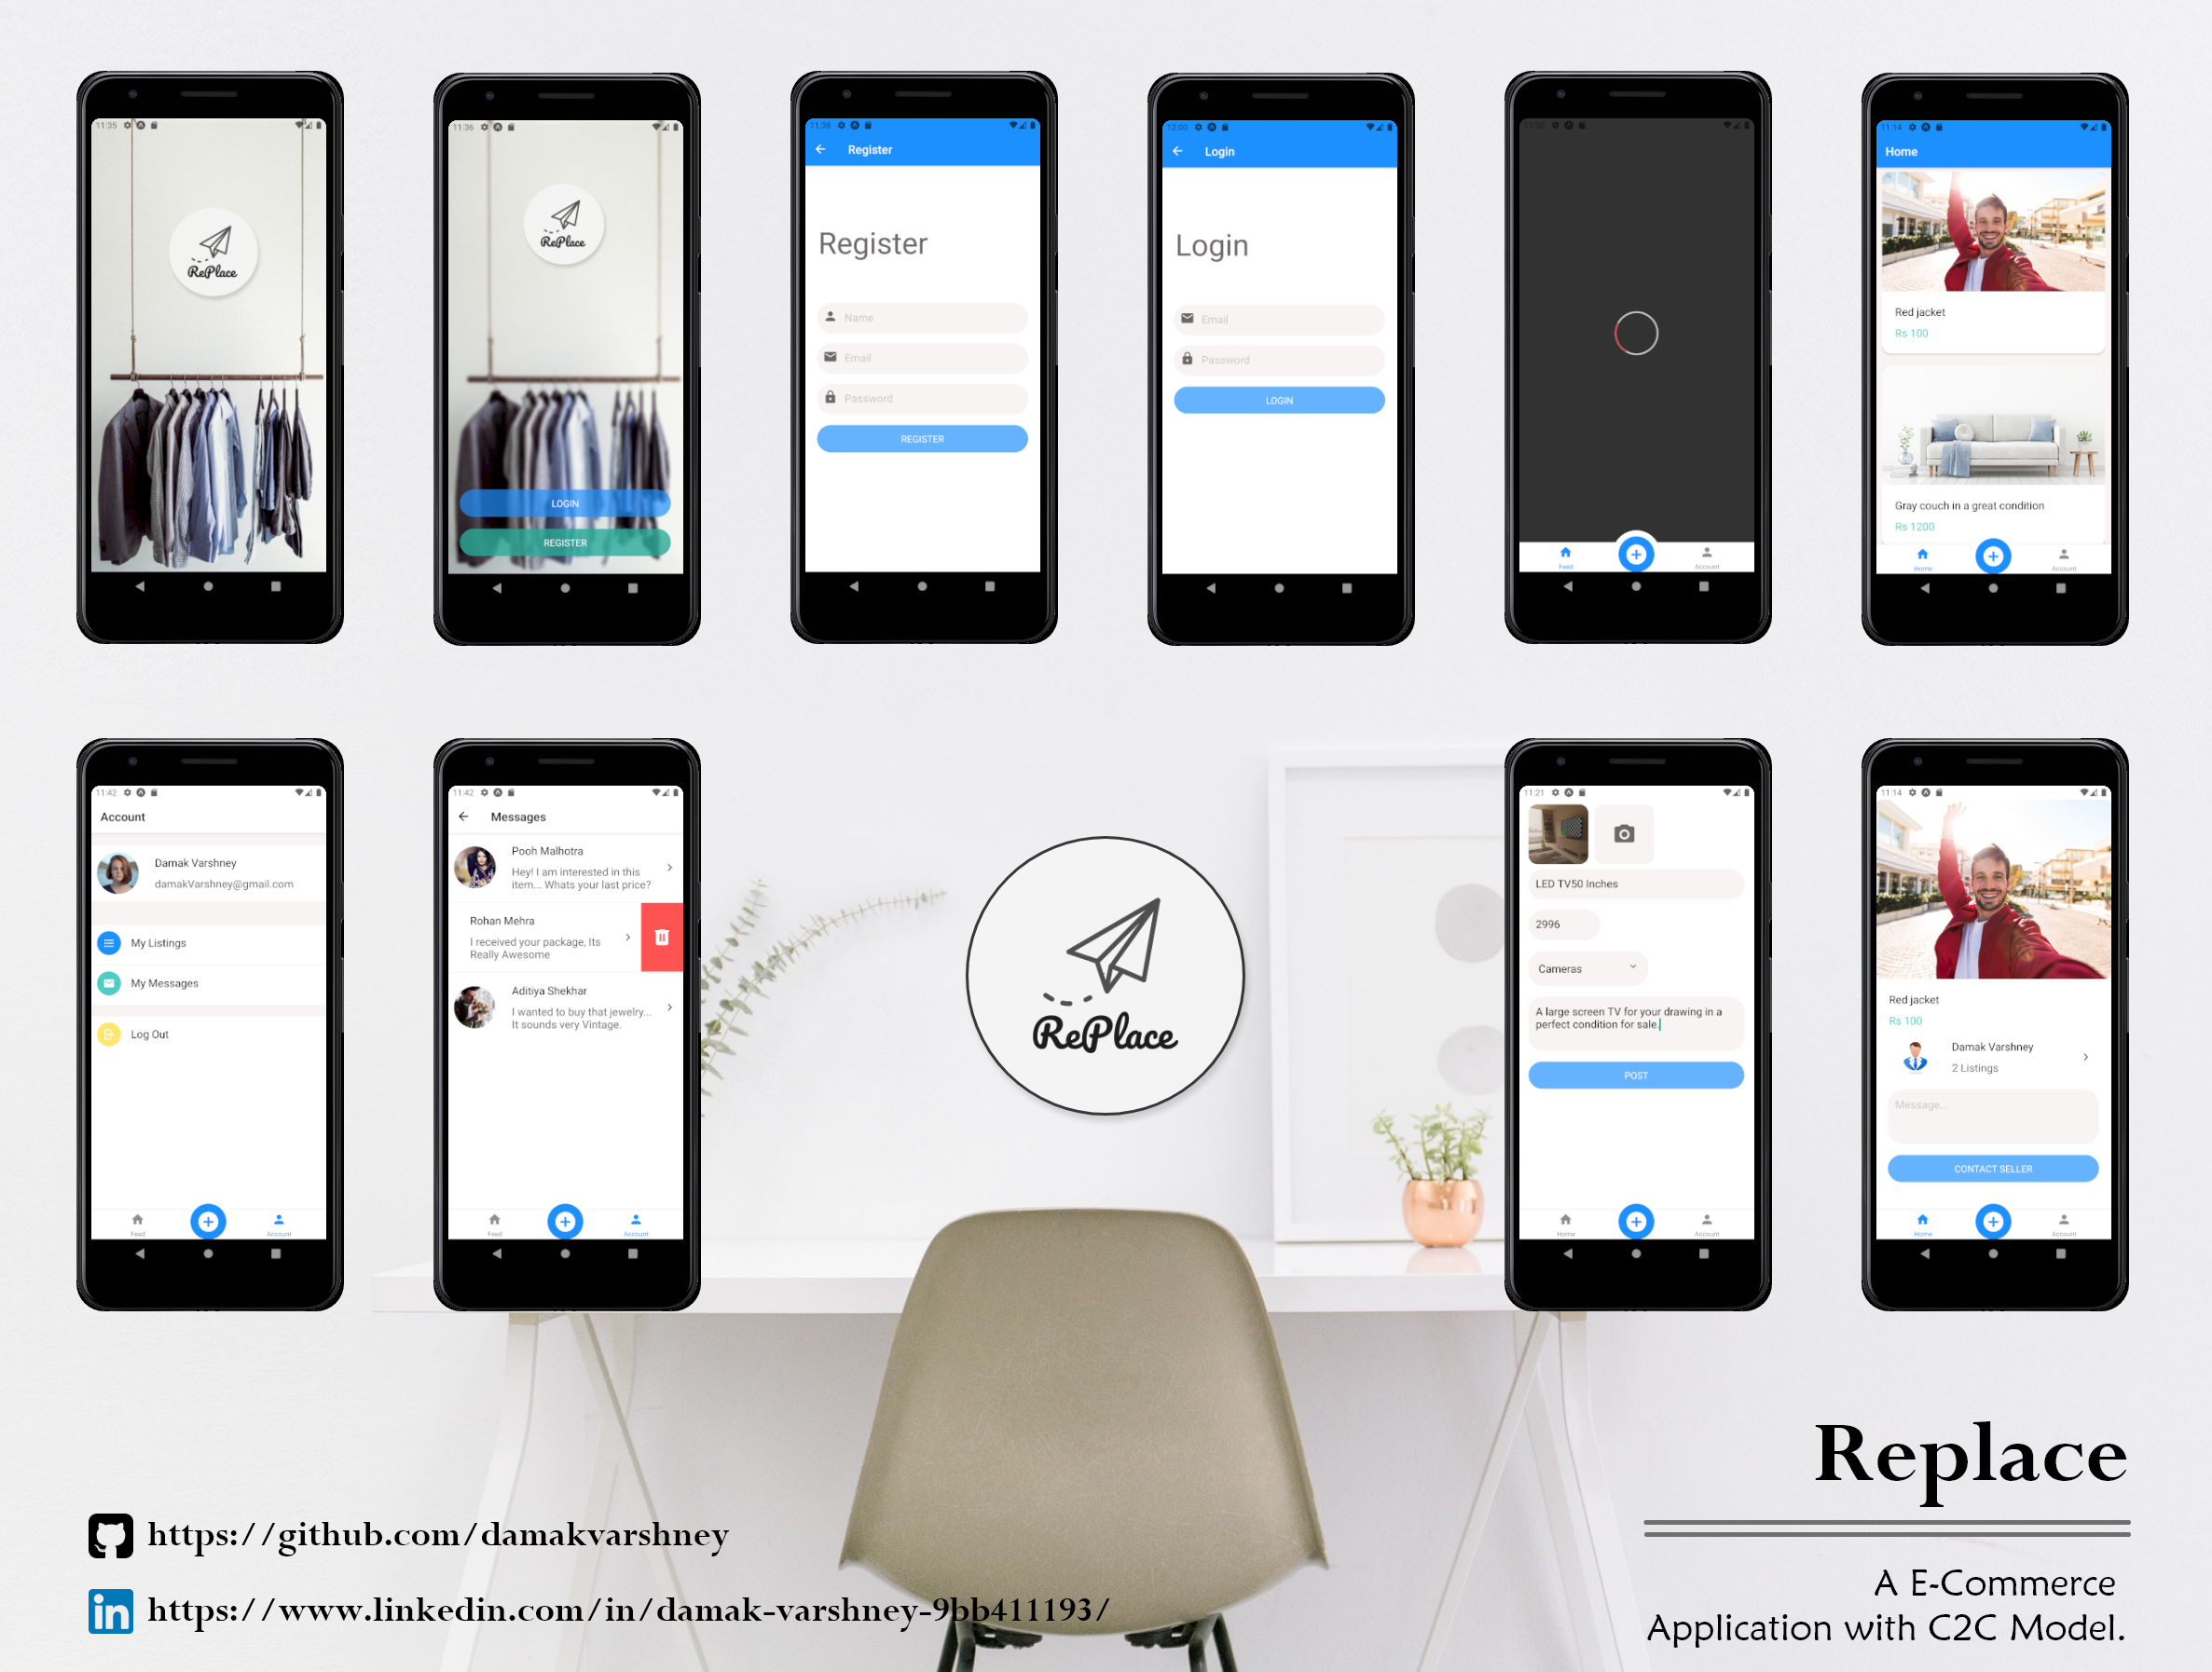 11:35
RePlace
11:36
RePlace
LOGIN
REGISTER
11:38
Register
Register
Name
Email
Password
REGISTER
12:00
Login
Login
Email
Password
LOGIN
11:50
Feed
Account
11:14
Home
Red jacket
Rs 100
Gray couch in a great condition
Rs 1200
Home
Account
11:42
Account
Damak Varshney
damakVarshney@gmail.com
My Listings
My Messages
Log Out
Feed
Account
11:42
Messages
Pooh Malhotra
Hey! I am interested in this
item... Whats your last price?
Rohan Mehra
I received your package, Its
Really Awesome
Aditiya Shekhar
I wanted to buy that jewelry...
It sounds very Vintage.
Feed
Account
RePlace
11:21
LED TV50 Inches
2996
Cameras
A large screen TV for your drawing in a
perfect condition for sale.
POST
Home
Account
11:14
Red jacket
Rs 100
Damak Varshney
2 Listings
Message...
CONTACT SELLER
Home
Account
Replace
A E-Commerce
Application with C2C Model.
https://github.com/damakvarshney
in https://www.linkedin.com/in/damak-varshney-9bb411193/